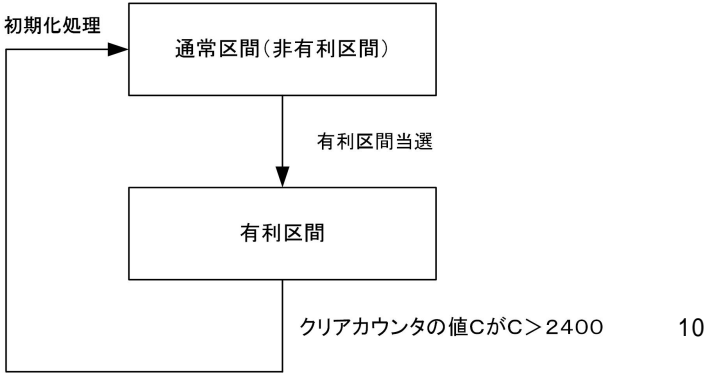 初期化処理
通常区間（非有利区間）
有利区間当選
有利区間
クリアカウンタの値CがC＞２４００
10